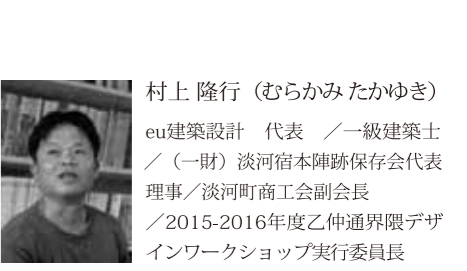 村上 隆行（むらかみ たかゆき）
eu建築設計　代表　／一級建築士
／（一財）淡河宿本陣跡保存会代表
理事／淡河町商工会副会長
／2015-2016年度乙仲通界隈デザ
インワークショップ実行委員長